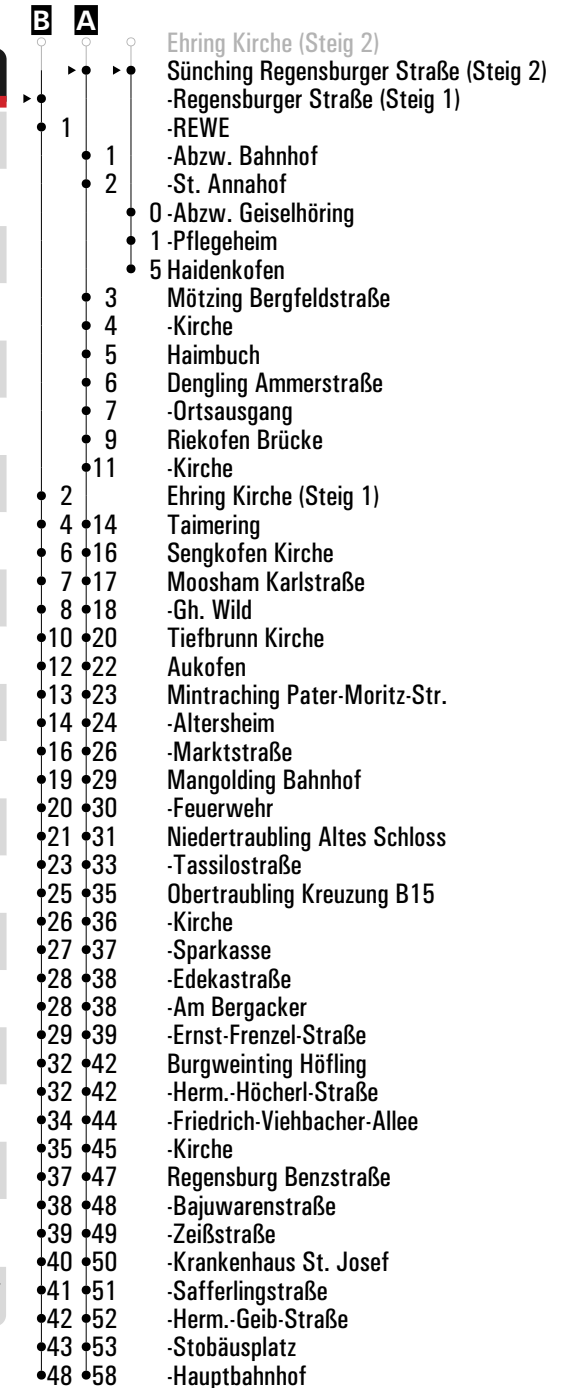 B A
Ehring Kirche (Steig 2)
Sünching Regensburger Straße (Steig 2)
-Regensburger Straße (Steig 1)
1 -REWE
1 -Abzw. Bahnhof
2 -St. Annahof
0 -Abzw. Geiselhöring
1 -Pflegeheim
5 Haidenkofen
3 Mötzing Bergfeldstraße
4 -Kirche
5 Haimbuch
6 Dengling Ammerstraße
7 -Ortsausgang
9 Riekofen Brücke
11 -Kirche
2 Ehring Kirche (Steig 1)
4 14 Taimering
6 16 Sengkofen Kirche
7 17 Moosham Karlstraße
8 18 -Gh. Wild
10 20 Tiefbrunn Kirche
12 22 Aukofen
13 23 Mintraching Pater-Moritz-Str.
14 24 -Altersheim
16 26 -Marktstraße
19 29 Mangolding Bahnhof
20 30 -Feuerwehr
21 31 Niedertraubling Altes Schloss
23 33 -Tassilostraße
25 35 Obertraubling Kreuzung B15
26 36 -Kirche
27 37 -Sparkasse
28 38 -Edekastraße
28 38 -Am Bergacker
29 39 -Ernst-Frenzel-Straße
32 42 Burgweinting Höfling
32 42 -Herm.-Höcherl-Straße
34 44 -Friedrich-Viehbacher-Allee
35 45 -Kirche
37 47 Regensburg Benzstraße
38 48 -Bajuwarenstraße
39 49 -Zeißstraße
40 50 -Krankenhaus St. Josef
41 51 -Safferlingstraße
42 52 -Herm.-Geib-Straße
43 53 -Stobäusplatz
48 58 -Hauptbahnhof